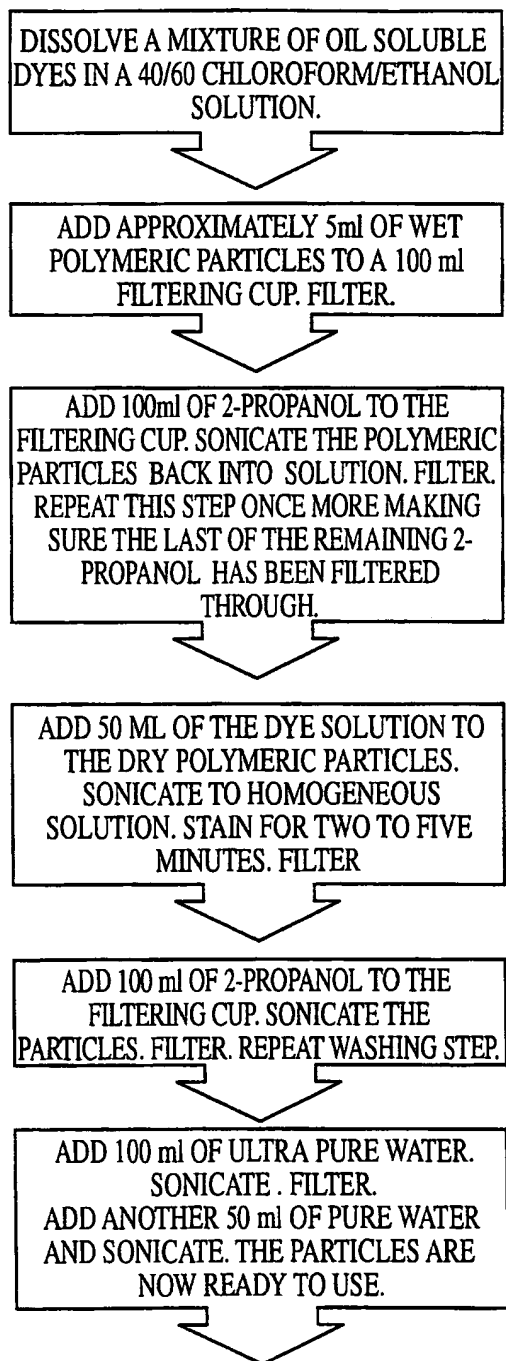 DISSOLVE A MIXTURE OF OIL SOLUBLE
DYES IN A 40/60 CHLOROFORM/ETHANOL
SOLUTION.
ADD APPROXIMATELY 5ml OF WET
POLYMERIC PARTICLES TO A 100 ml
FILTERING CUP. FILTER.
ADD 100ml OF 2-PROPANOL TO THE
FILTERING CUP. SONICATE THE POLYMERIC
PARTICLES BACK INTO SOLUTION. FILTER.
REPEAT THIS STEP ONCE MORE MAKING
SURE THE LAST OF THE REMAINING 2-
PROPANOL HAS BEEN FILTERED
THROUGH.
ADD 50 ML OF THE DYE SOLUTION TO
THE DRY POLYMERIC PARTICLES.
SONICATE TO HOMOGENEOUS
SOLUTION. STAIN FOR TWO TO FIVE
MINUTES. FILTER
ADD 100 ml OF 2-PROPANOL TO THE
FILTERING CUP. SONICATE THE
PARTICLES. FILTER. REPEAT WASHING STEP.
ADD 100 ml OF ULTRA PURE WATER.
SONICATE . FILTER.
ADD ANOTHER 50 ml OF PURE WATER
AND SONICATE. THE PARTICLES ARE
NOW READY TO USE.